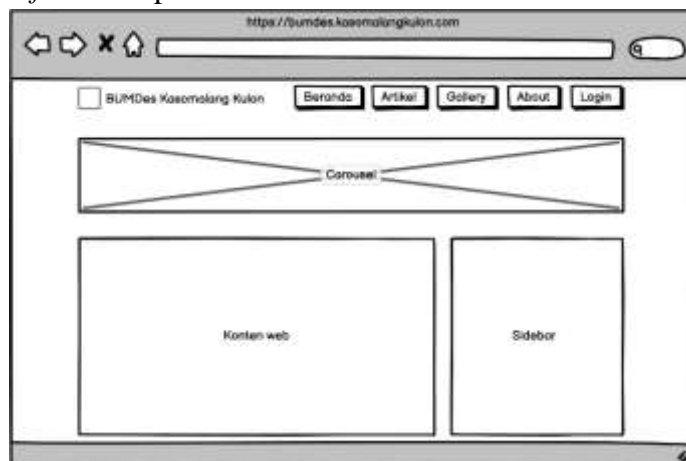 https://bumdes.kasomalangkulon.com
BUMDes Kasomalang Kulon
Beranda
Artikel
Gallery
About
Login
Carousel
Konten web
Sidebar